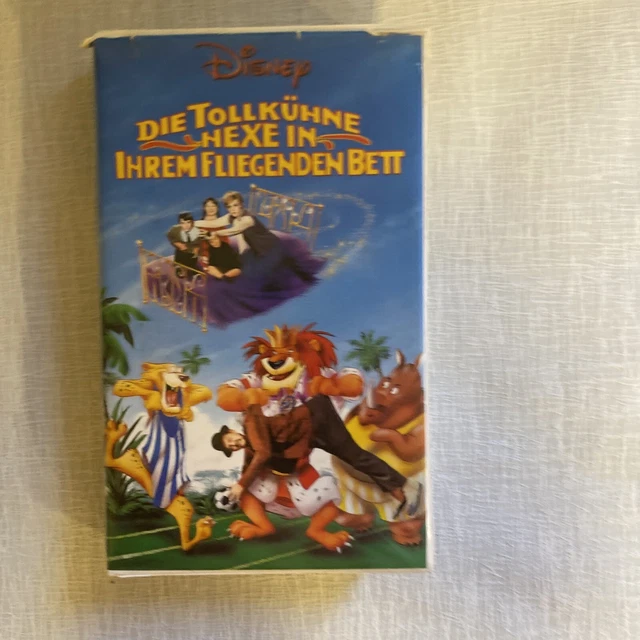 Disney
DIE TOLLKÜHNE
HEXE IN
IHREM FLIEGENDEN BETT